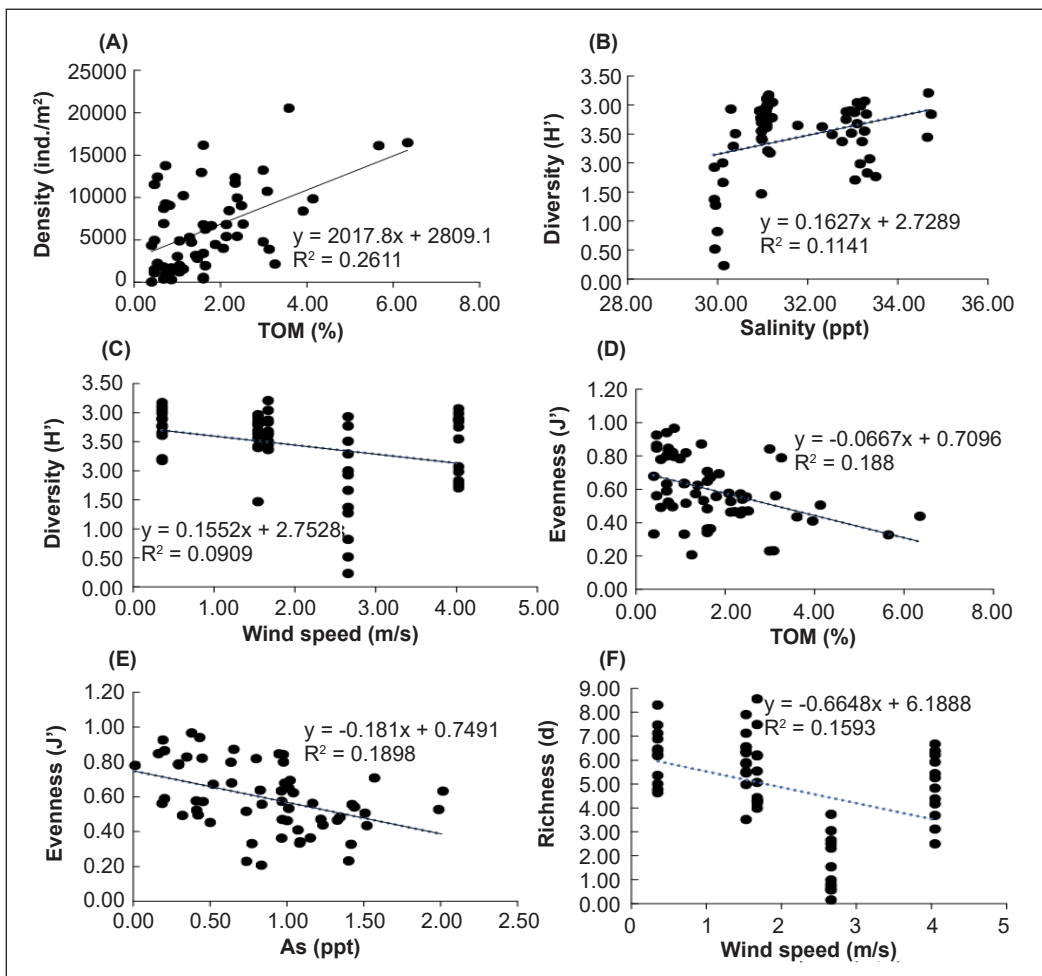 (A)
Density (ind./m²)
25000
20000
15000
10000
5000
0
y = 2017.8x + 2809.1
R² = 0.2611
0.00 2.00 4.00 6.00 8.00
TOM (%)
(B)
Diversity (H’)
3.50
3.00
3.50
3.00
1.50
1.00
0.50
0.00
y = 0.1627x + 2.7289
R² = 0.1141
28.00 30.00 32.00 34.00 36.00
Salinity (ppt)
(C)
Diversity (H’)
3.50
3.00
3.50
3.00
1.50
1.00
0.50
0.00
y = 0.1552x + 2.7528
R² = 0.0909
0.00 1.00 2.00 3.00 4.00 5.00
Wind speed (m/s)
(D)
Evenness (J’)
1.20
1.00
0.80
0.60
0.40
0.20
0.00
y = -0.0667x + 0.7096
R² = 0.188
0.00 2.00 4.00 6.00 8.00
TOM (%)
(E)
Evenness (J’)
1.20
1.00
0.80
0.60
0.40
0.20
0.00
y = -0.181x + 0.7491
R² = 0.1898
0.00 0.50 1.00 1.50 2.00 2.50
As (ppt)
(F)
Richness (d)
9.00
8.00
7.00
6.00
5.00
4.00
3.00
2.00
1.00
0.00
y = -0.6648x + 6.1888
R² = 0.1593
0 1 2 3 4 5
Wind speed (m/s)